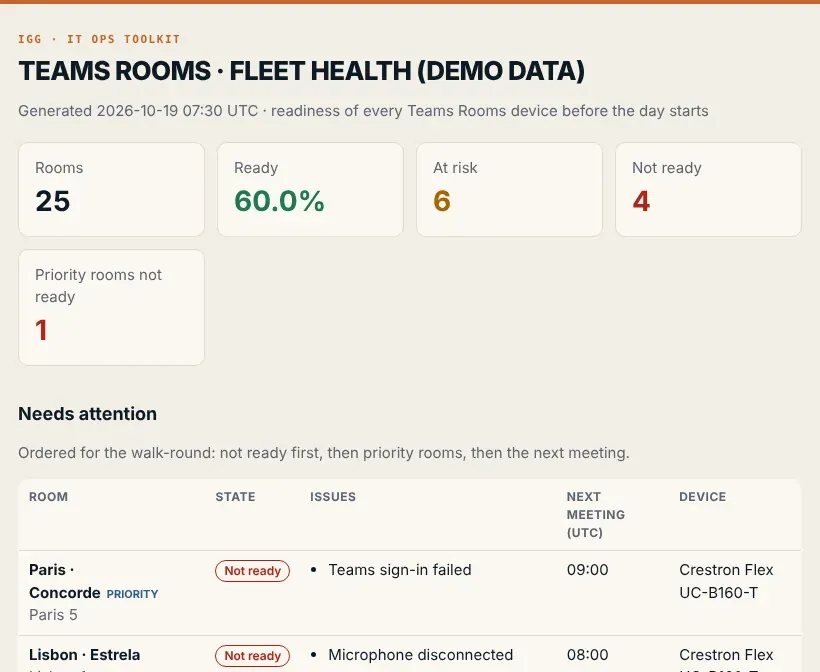 IGG · IT OPS TOOLKIT
TEAMS ROOMS · FLEET HEALTH (DEMO DATA)
Generated 2026-10-19 07:30 UTC · readiness of every Teams Rooms device before the day starts
Rooms
25
Ready
60.0%
At risk
6
Not ready
4
Priority rooms not
ready
1
Needs attention
Ordered for the walk-round: not ready first, then priority rooms, then the next meeting.
ROOM
STATE
ISSUES
NEXT
MEETING
(UTC)
DEVICE
Paris ·
Concorde PRIORITY
Paris 5
Not ready
• Teams sign-in failed
09:00
Crestron Flex
UC-B160-T
Lisbon · Estrela
Not ready
• Microphone disconnected
08:00
Crestron Flex